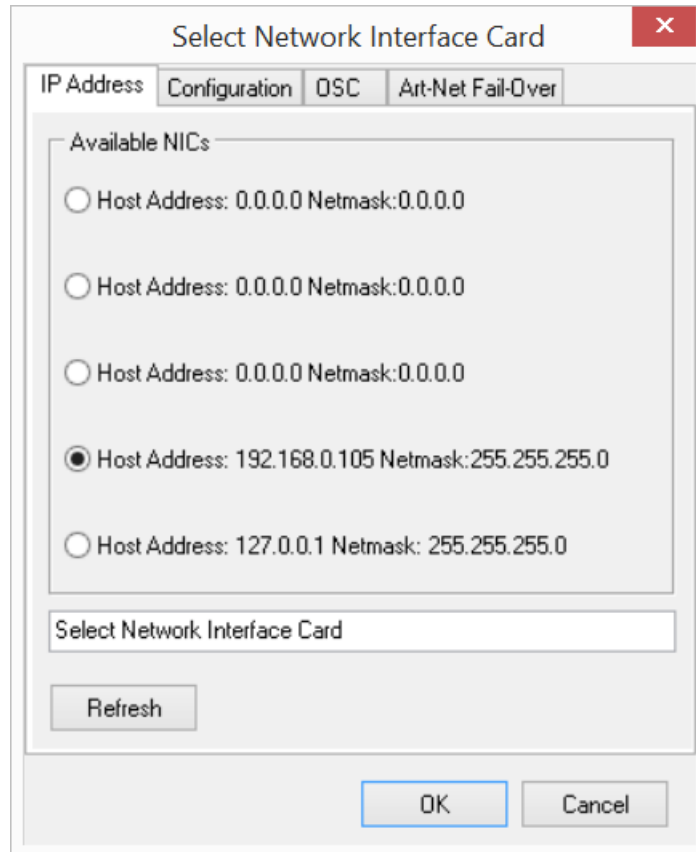 Select Network Interface Card
IP Address Configuration OSC Art-Net Fail-Over
Available NICs
Host Address: 0.0.0.0 Netmask:0.0.0.0
Host Address: 0.0.0.0 Netmask:0.0.0.0
Host Address: 0.0.0.0 Netmask:0.0.0.0
Host Address: 192.168.0.105 Netmask:255.255.255.0
Host Address: 127.0.0.1 Netmask: 255.255.255.0
Select Network Interface Card
Refresh
OK Cancel